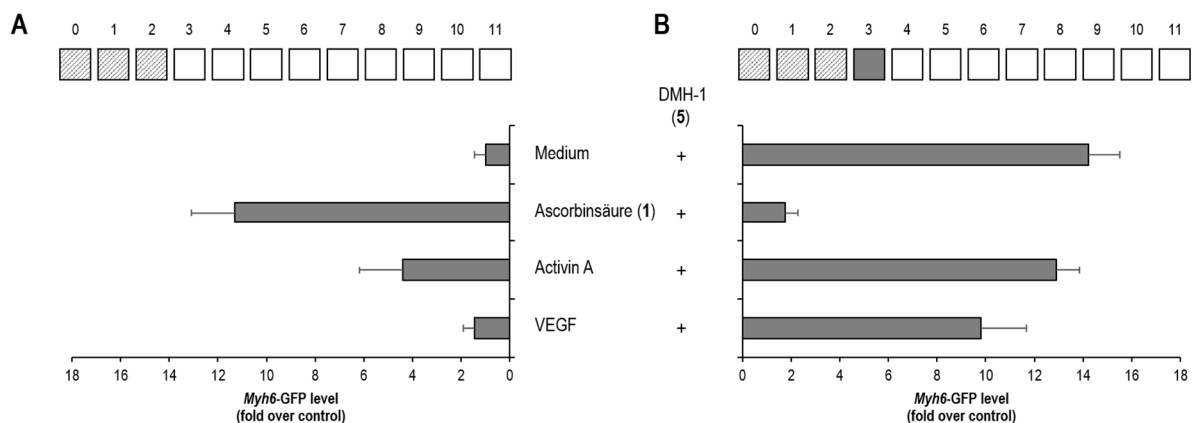 A
0 1 2 3 4 5 6 7 8 9 10 11
B
0 1 2 3 4 5 6 7 8 9 10 11
DMH-1
(5)
Medium +
Ascorbinsäure (1) +
Activin A +
VEGF +
18 16 14 12 10 8 6 4 2 0
Myh6-GFP level
(fold over control)
0 2 4 6 8 10 12 14 16 18
Myh6-GFP level
(fold over control)